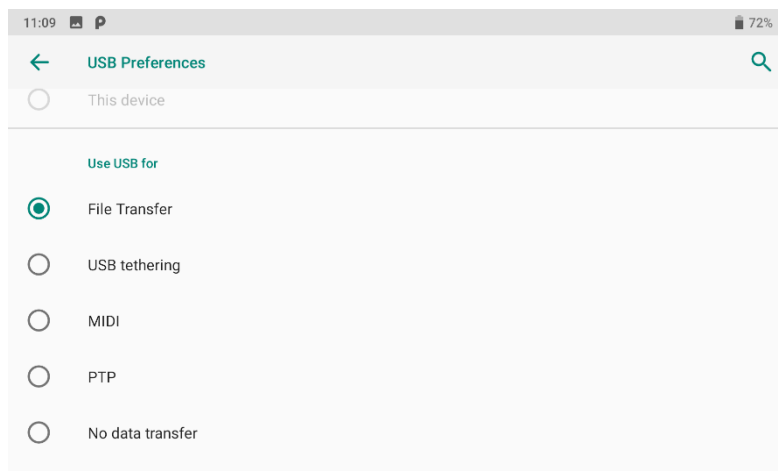 11:09 72%
USB Preferences
This device
Use USB for
File Transfer
USB tethering
MIDI
PTP
No data transfer